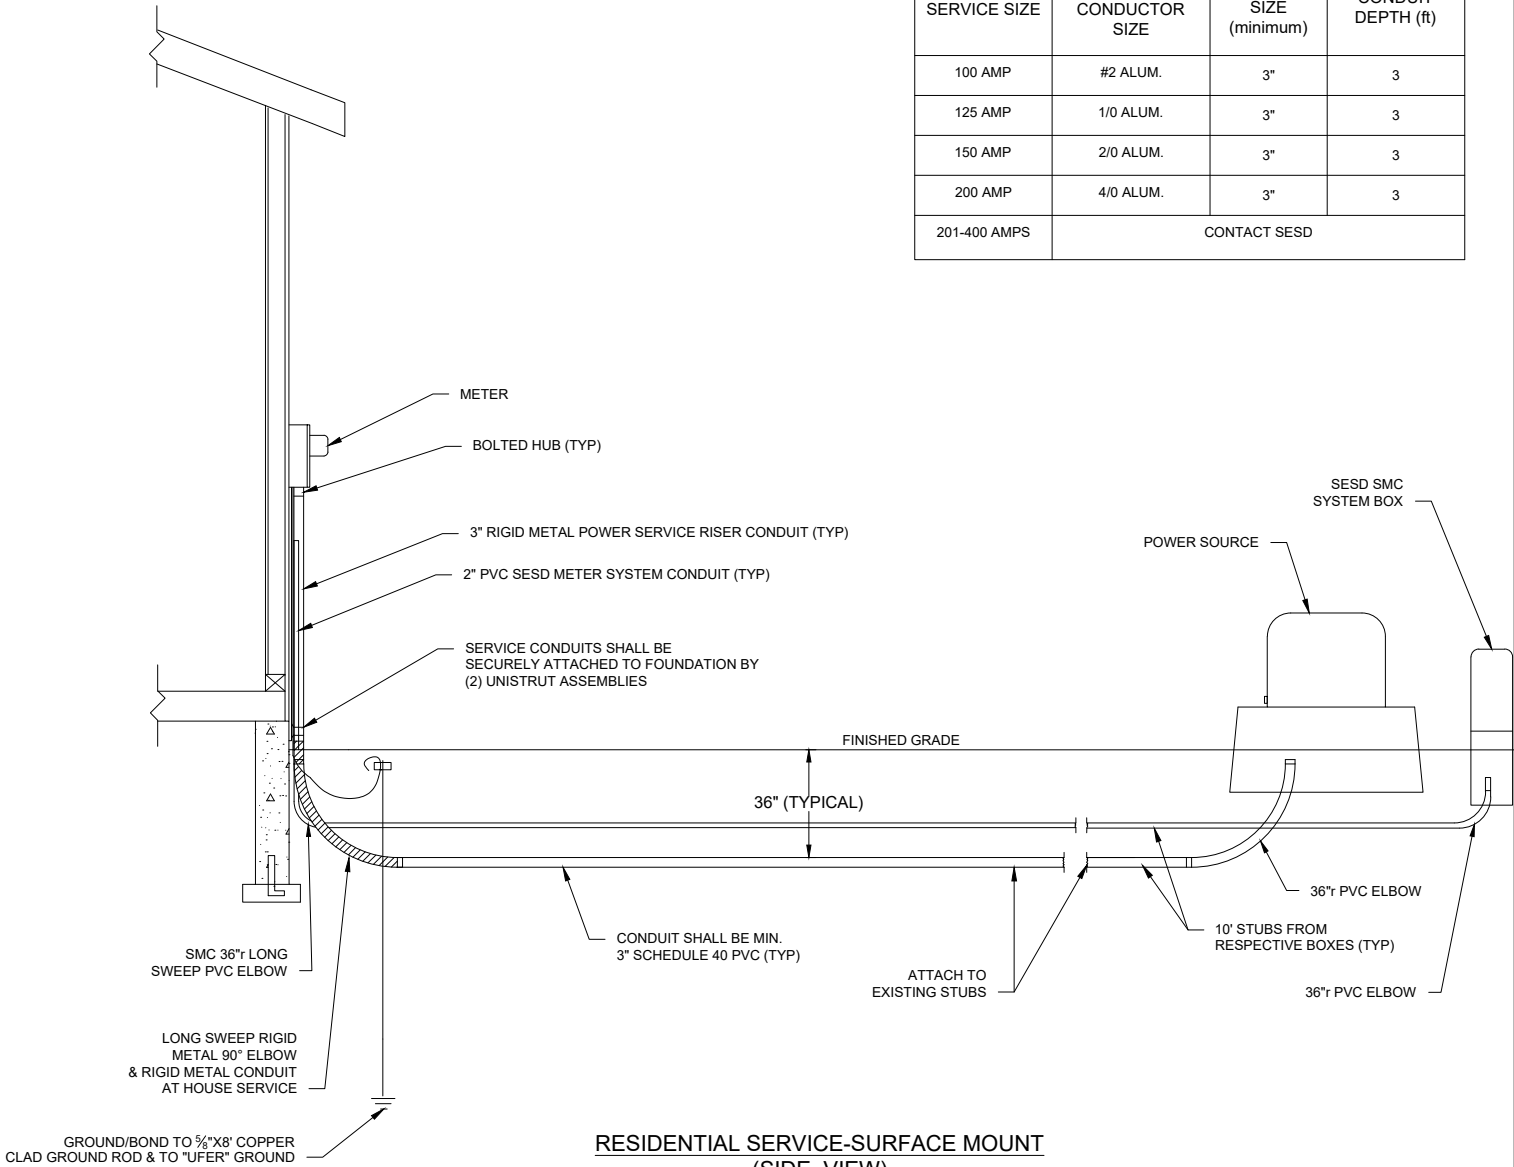 SERVICE SIZE
CONDUCTOR
SIZE
SIZE
(minimum)
CONDUIT
DEPTH (ft)
100 AMP #2 ALUM. 3" 3
125 AMP 1/0 ALUM. 3" 3
150 AMP 2/0 ALUM. 3" 3
200 AMP 4/0 ALUM. 3" 3
201-400 AMPS CONTACT SESD
METER
BOLTED HUB (TYP)
SESD SMC
SYSTEM BOX
3" RIGID METAL POWER SERVICE RISER CONDUIT (TYP)
POWER SOURCE
2" PVC SESD METER SYSTEM CONDUIT (TYP)
SERVICE CONDUITS SHALL BE
SECURELY ATTACHED TO FOUNDATION BY
(2) UNISTRUT ASSEMBLIES
FINISHED GRADE
36" (TYPICAL)
36"r PVC ELBOW
10' STUBS FROM
RESPECTIVE BOXES (TYP)
CONDUIT SHALL BE MIN.
3" SCHEDULE 40 PVC (TYP)
SMC 36"r LONG
SWEEP PVC ELBOW
ATTACH TO
EXISTING STUBS
36"r PVC ELBOW
LONG SWEEP RIGID
METAL 90° ELBOW
& RIGID METAL CONDUIT
AT HOUSE SERVICE
GROUND/BOND TO ⅝"X8' COPPER
CLAD GROUND ROD & TO "UFER" GROUND
RESIDENTIAL SERVICE-SURFACE MOUNT
(SIDE VIEW)